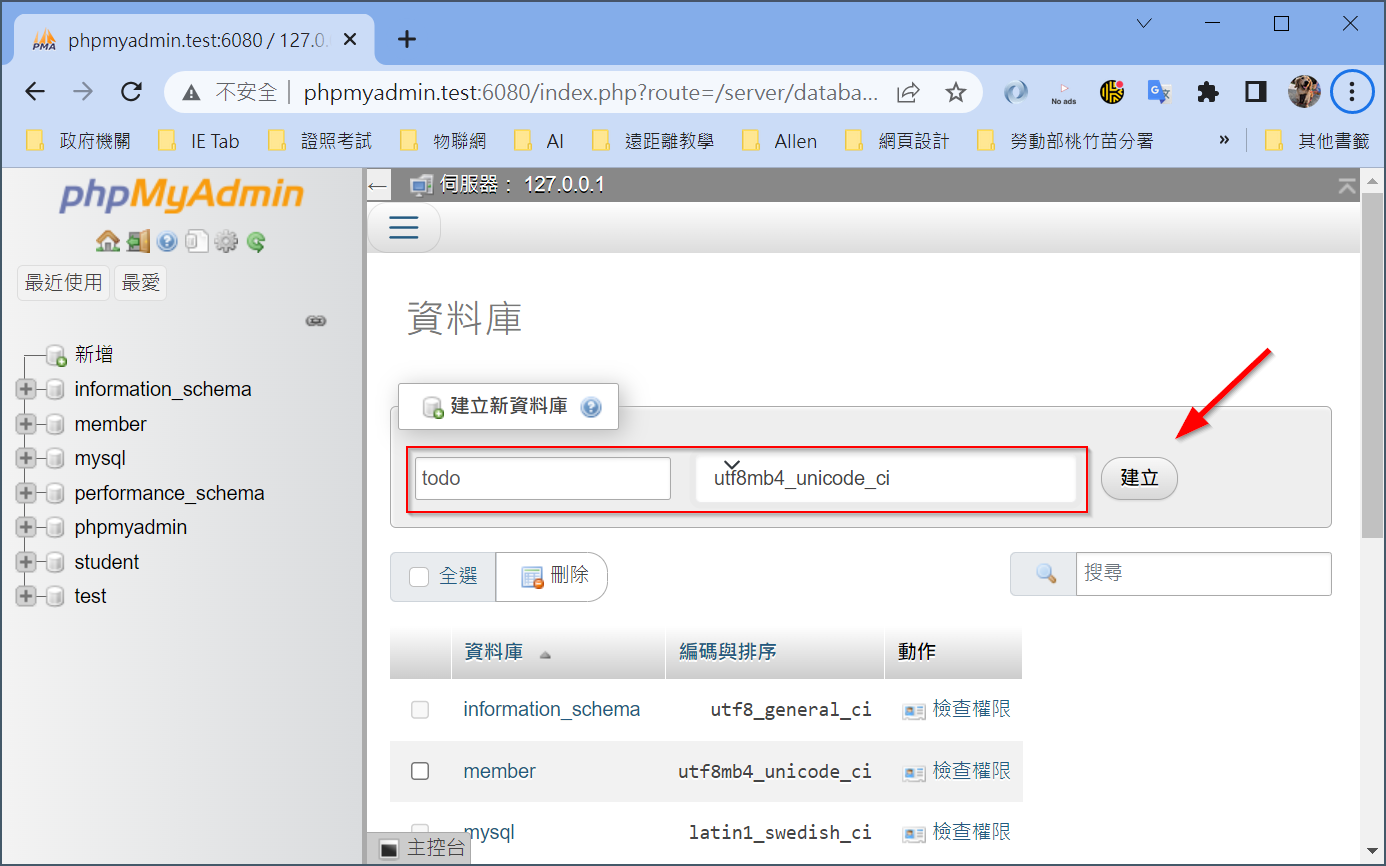 PMA phpmyadmin.test:6080 / 127.0.
不安全 phpmyadmin.test:6080/index.php?route=/server/databa...
No ads
政府機關 IE Tab 證照考試 物聯網 AI 遠距離教學 Allen 網頁設計 勞動部桃竹苗分署 » 其他書籤
phpMyAdmin
最近使用 最愛
新增
information_schema
member
mysql
performance_schema
phpmyadmin
student
test
伺服器： 127.0.0.1
資料庫
建立新資料庫
todo utf8mb4_unicode_ci 建立
全選 刪除 搜尋
資料庫 編碼與排序 動作
information_schema utf8_general_ci 檢查權限
member utf8mb4_unicode_ci 檢查權限
mysql latin1_swedish_ci 檢查權限
主控台